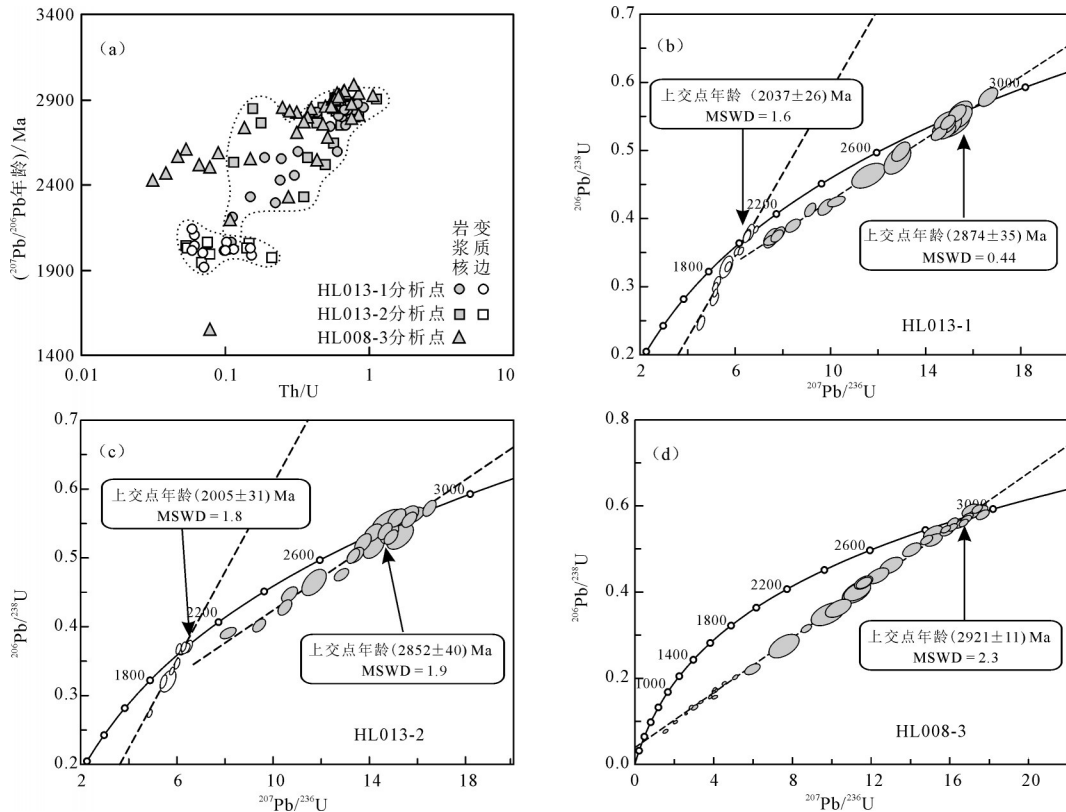 (a)
3400
2900
2400
1900
1400
(²⁰⁷Pb/²⁰⁶Pb年龄)/Ma
岩浆核
变质边
HL013-1分析点
HL013-2分析点
HL008-3分析点
0.01
0.1
1
10
Th/U
(b)
0.7
0.6
0.5
0.4
0.3
0.2
²⁰⁶Pb/²³⁸U
上交点年龄 (2037±26) Ma
MSWD = 1.6
3000
2600
2200
1800
上交点年龄(2874±35) Ma
MSWD = 0.44
HL013-1
2
6
10
14
18
²⁰⁷Pb/²³⁶U
(c)
0.7
0.6
0.5
0.4
0.3
0.2
²⁰⁶Pb/²³⁸U
上交点年龄(2005±31) Ma
MSWD = 1.8
3000
2600
2200
1800
上交点年龄(2852±40) Ma
MSWD = 1.9
HL013-2
2
6
10
14
18
²⁰⁷Pb/²³⁶U
(d)
0.8
0.6
0.4
0.2
0.0
²⁰⁶Pb/²³⁸U
3000
2600
2200
1800
1400
1000
上交点年龄(2921±11) Ma
MSWD = 2.3
HL008-3
0
4
8
12
16
20
²⁰⁷Pb/²³⁶U